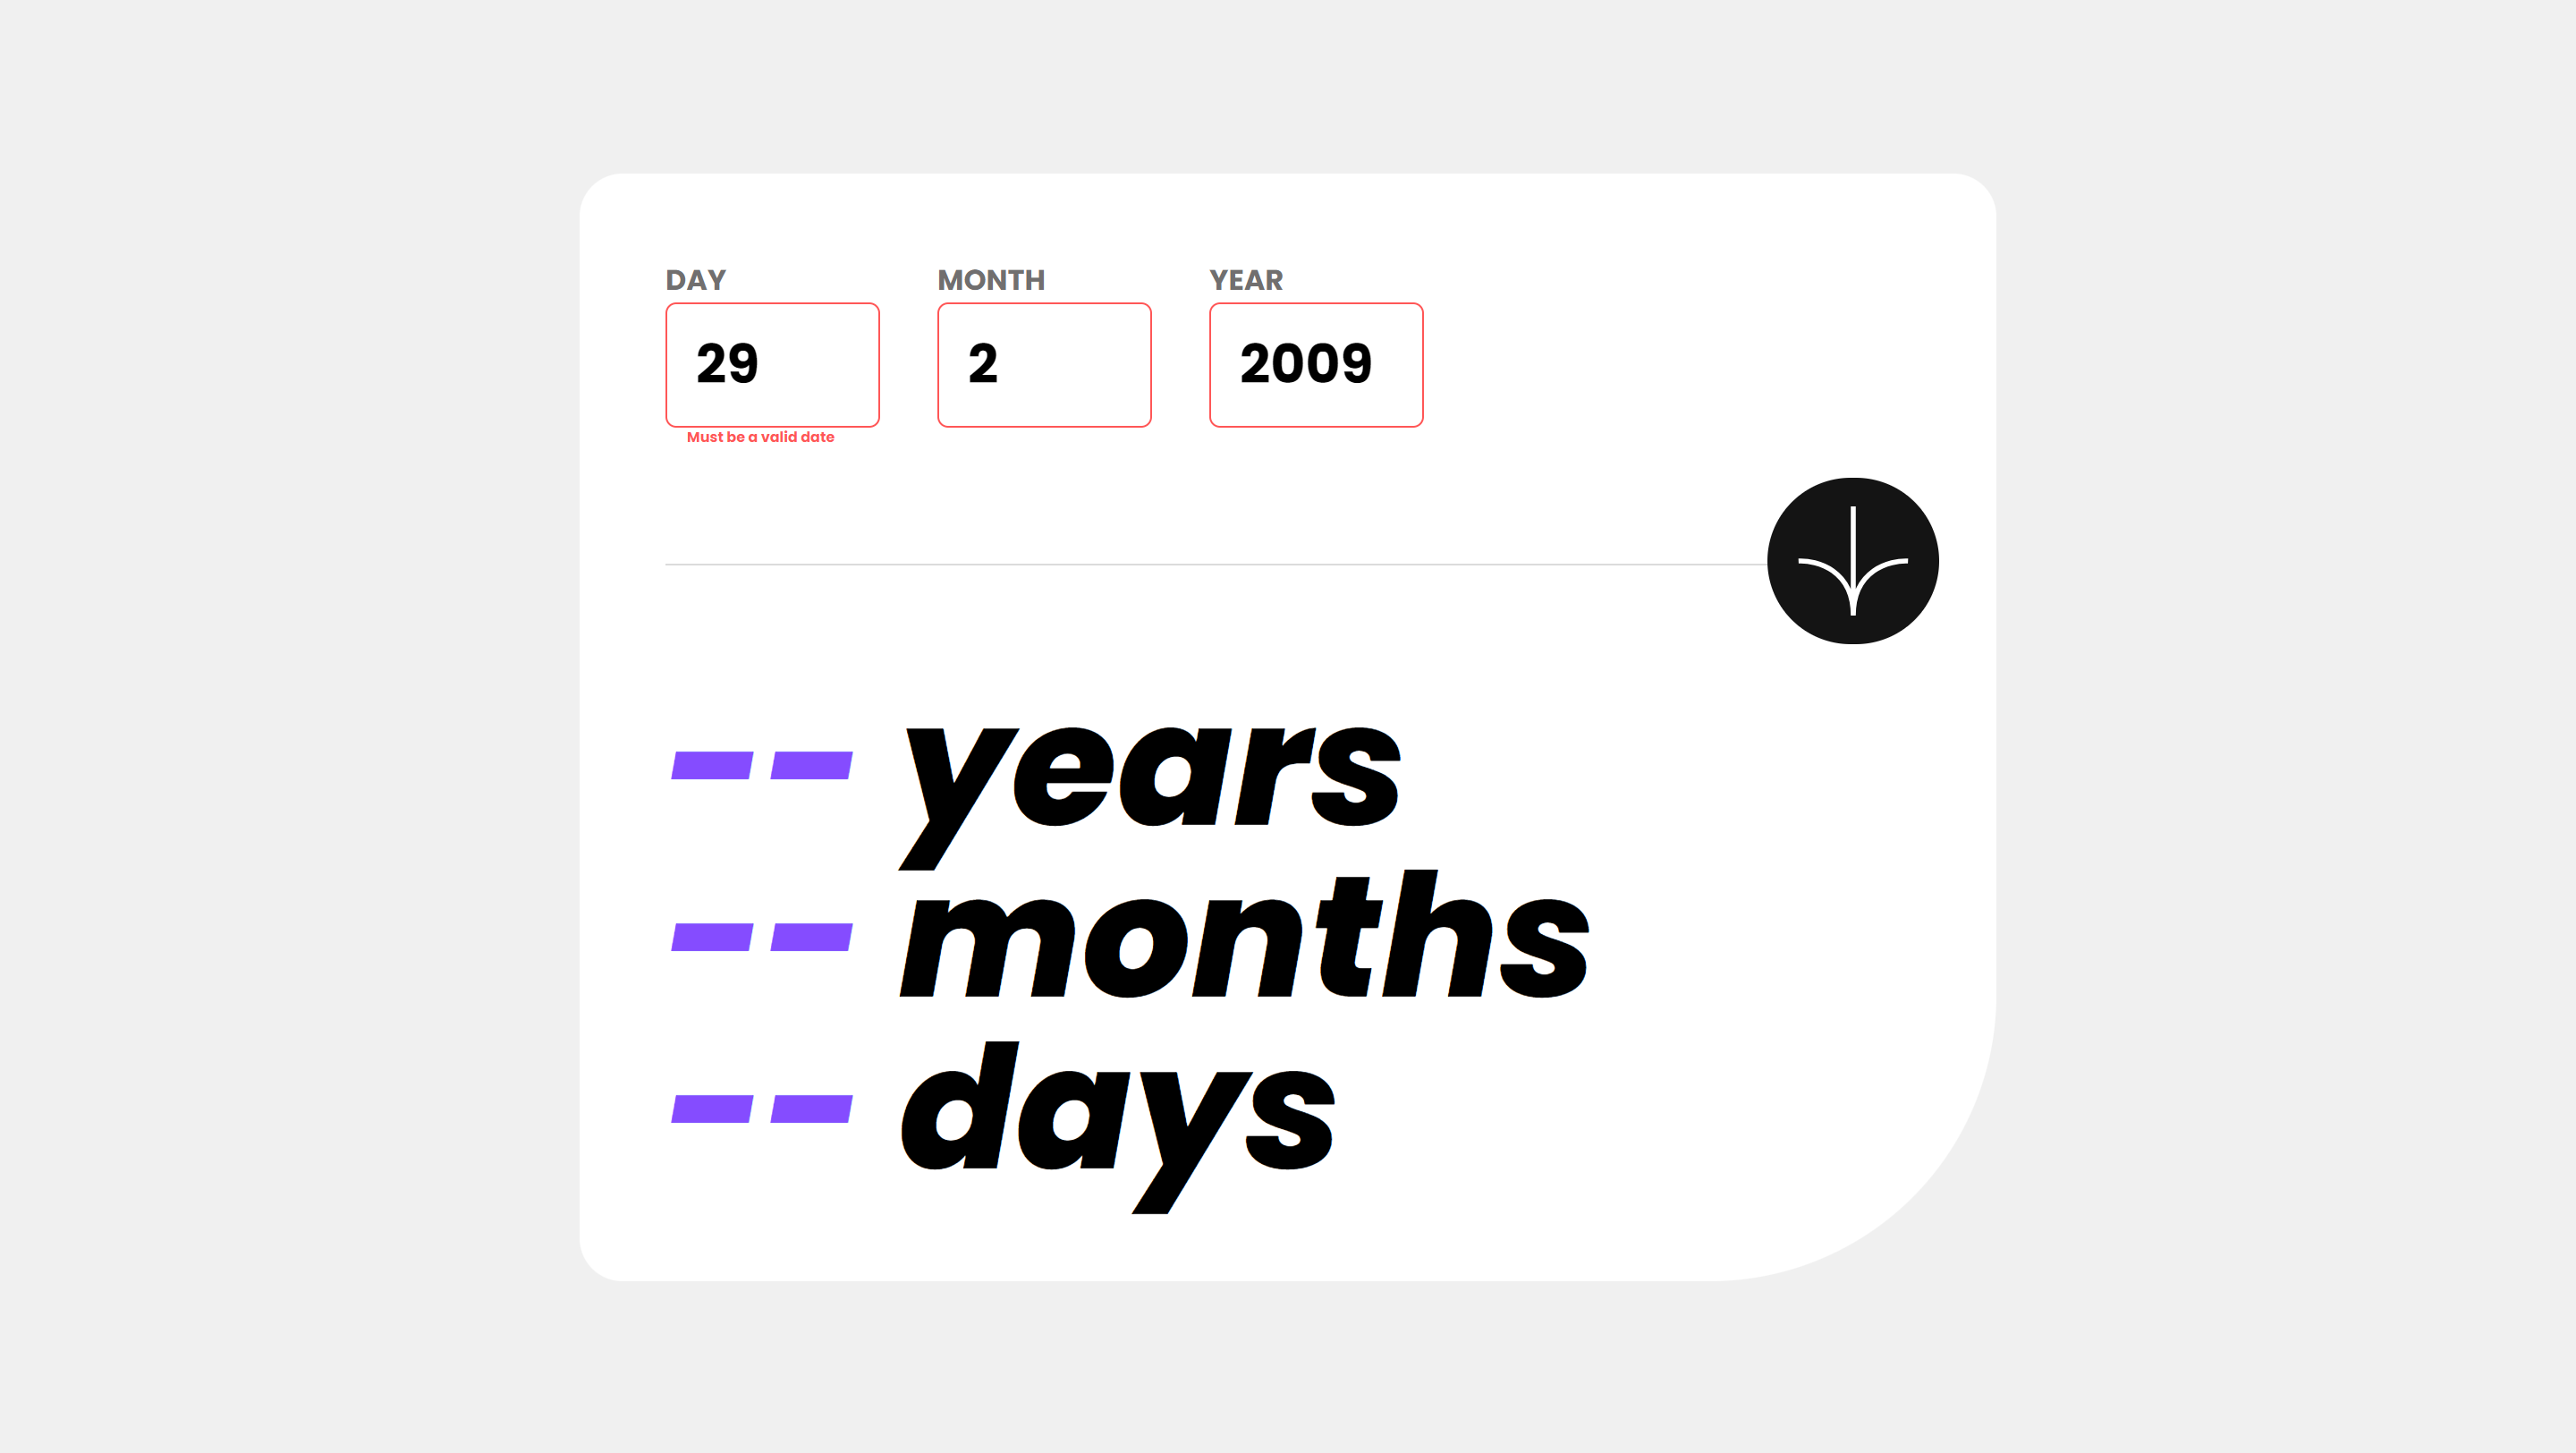 DAY MONTH YEAR
29 2 2009
Must be a valid date
-- years
-- months
-- days